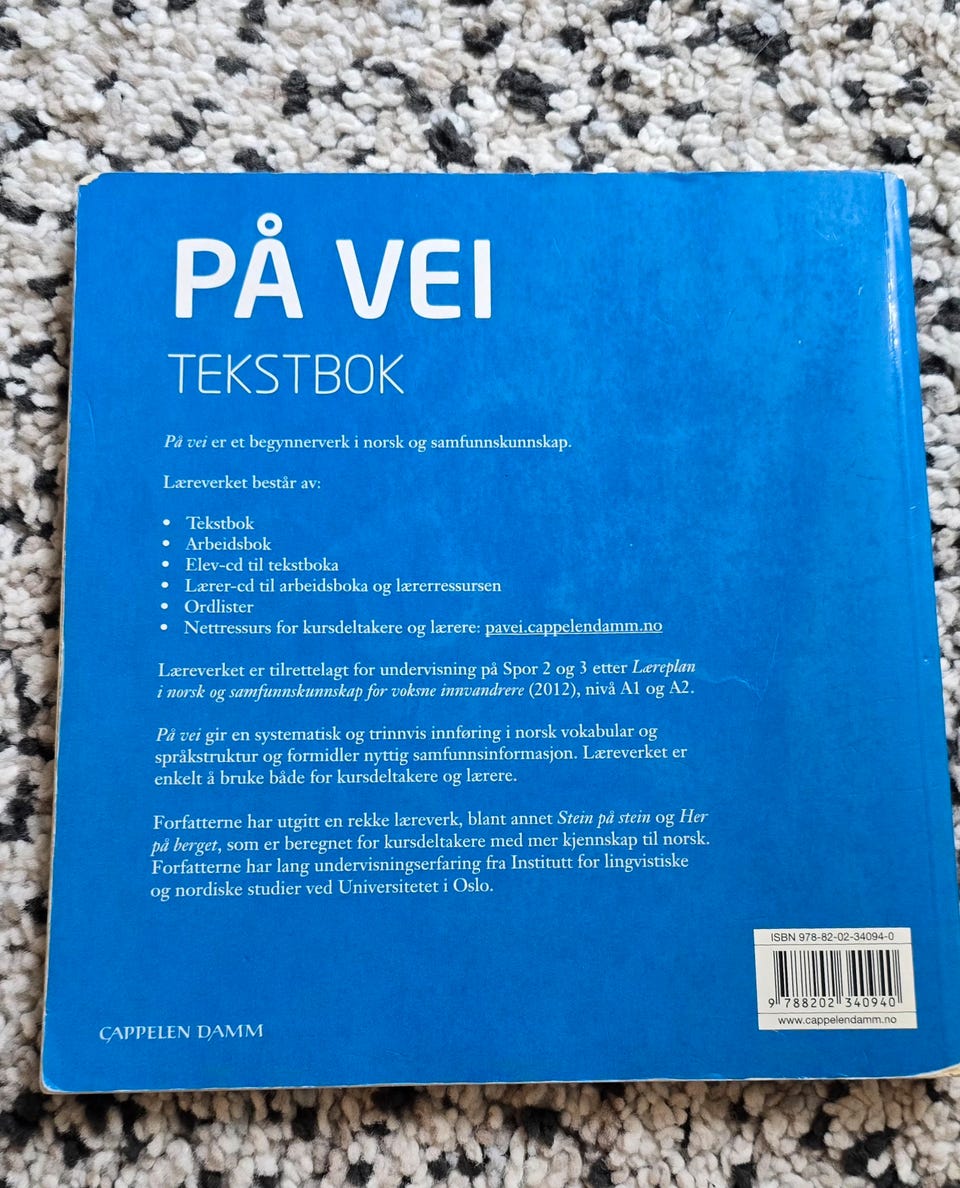 PÅ VEI
TEKSTBOK
På vei er et begynnerverk i norsk og samfunnskunnskap.
Læreverket består av:
• Tekstbok
• Arbeidsbok
• Elev-cd til tekstboka
• Lærer-cd til arbeidsboka og lærerressursen
• Ordlister
• Nettressurs for kursdeltakere og lærere: pavei.cappelendamm.no
Læreverket er tilrettelagt for undervisning på Spor 2 og 3 etter Læreplan
i norsk og samfunnskunnskap for voksne innvandrere (2012), nivå A1 og A2.
På vei gir en systematisk og trinnvis innføring i norsk vokabular og
språkstruktur og formidler nyttig samfunnsinformasjon. Læreverket er
enkelt å bruke både for kursdeltakere og lærere.
Forfatterne har utgitt en rekke læreverk, blant annet Stein på stein og Her
på berget, som er beregnet for kursdeltakere med mer kjennskap til norsk.
Forfatterne har lang undervisningserfaring fra Institutt for lingvistiske
og nordiske studier ved Universitetet i Oslo.
ISBN 978-82-02-34094-0
9 788202 340940
www.cappelendamm.no
CAPPELEN DAMM